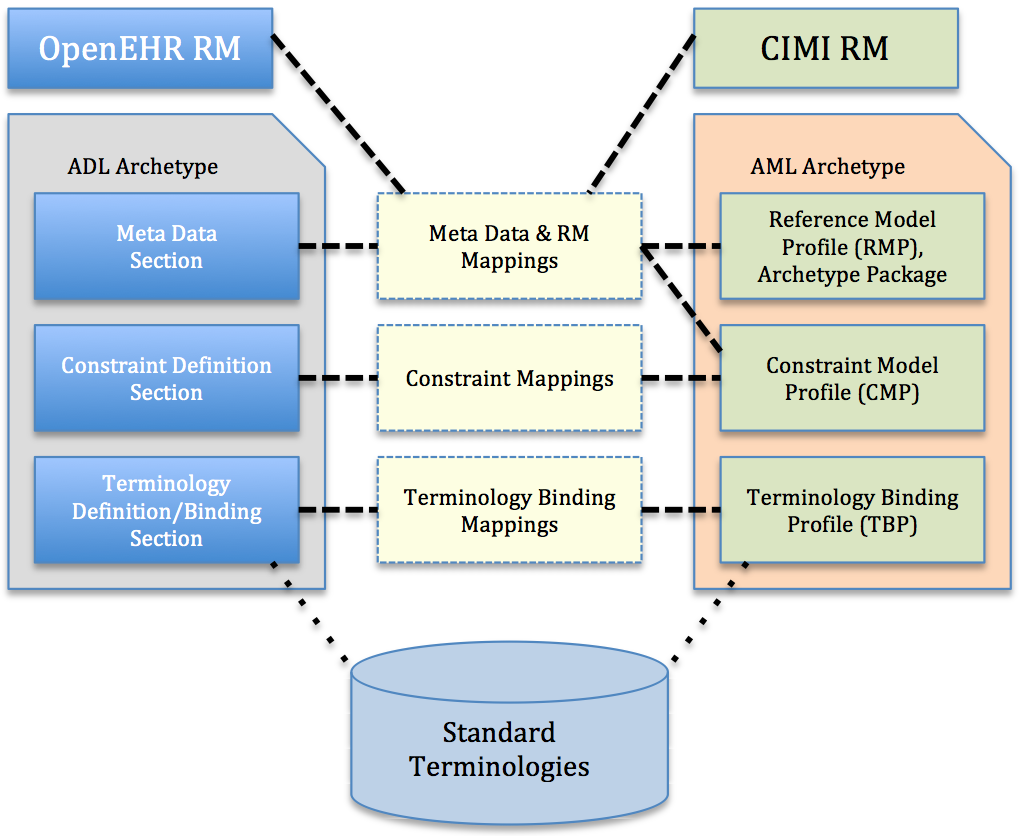 OpenEHR RM
CIMI RM
ADL Archetype
Meta Data
Section
Constraint Definition
Section
Terminology
Definition/Binding
Section
Meta Data & RM
Mappings
Constraint Mappings
Terminology Binding
Mappings
AML Archetype
Reference Model
Profile (RMP),
Archetype Package
Constraint Model
Profile (CMP)
Terminology Binding
Profile (TBP)
Standard
Terminologies